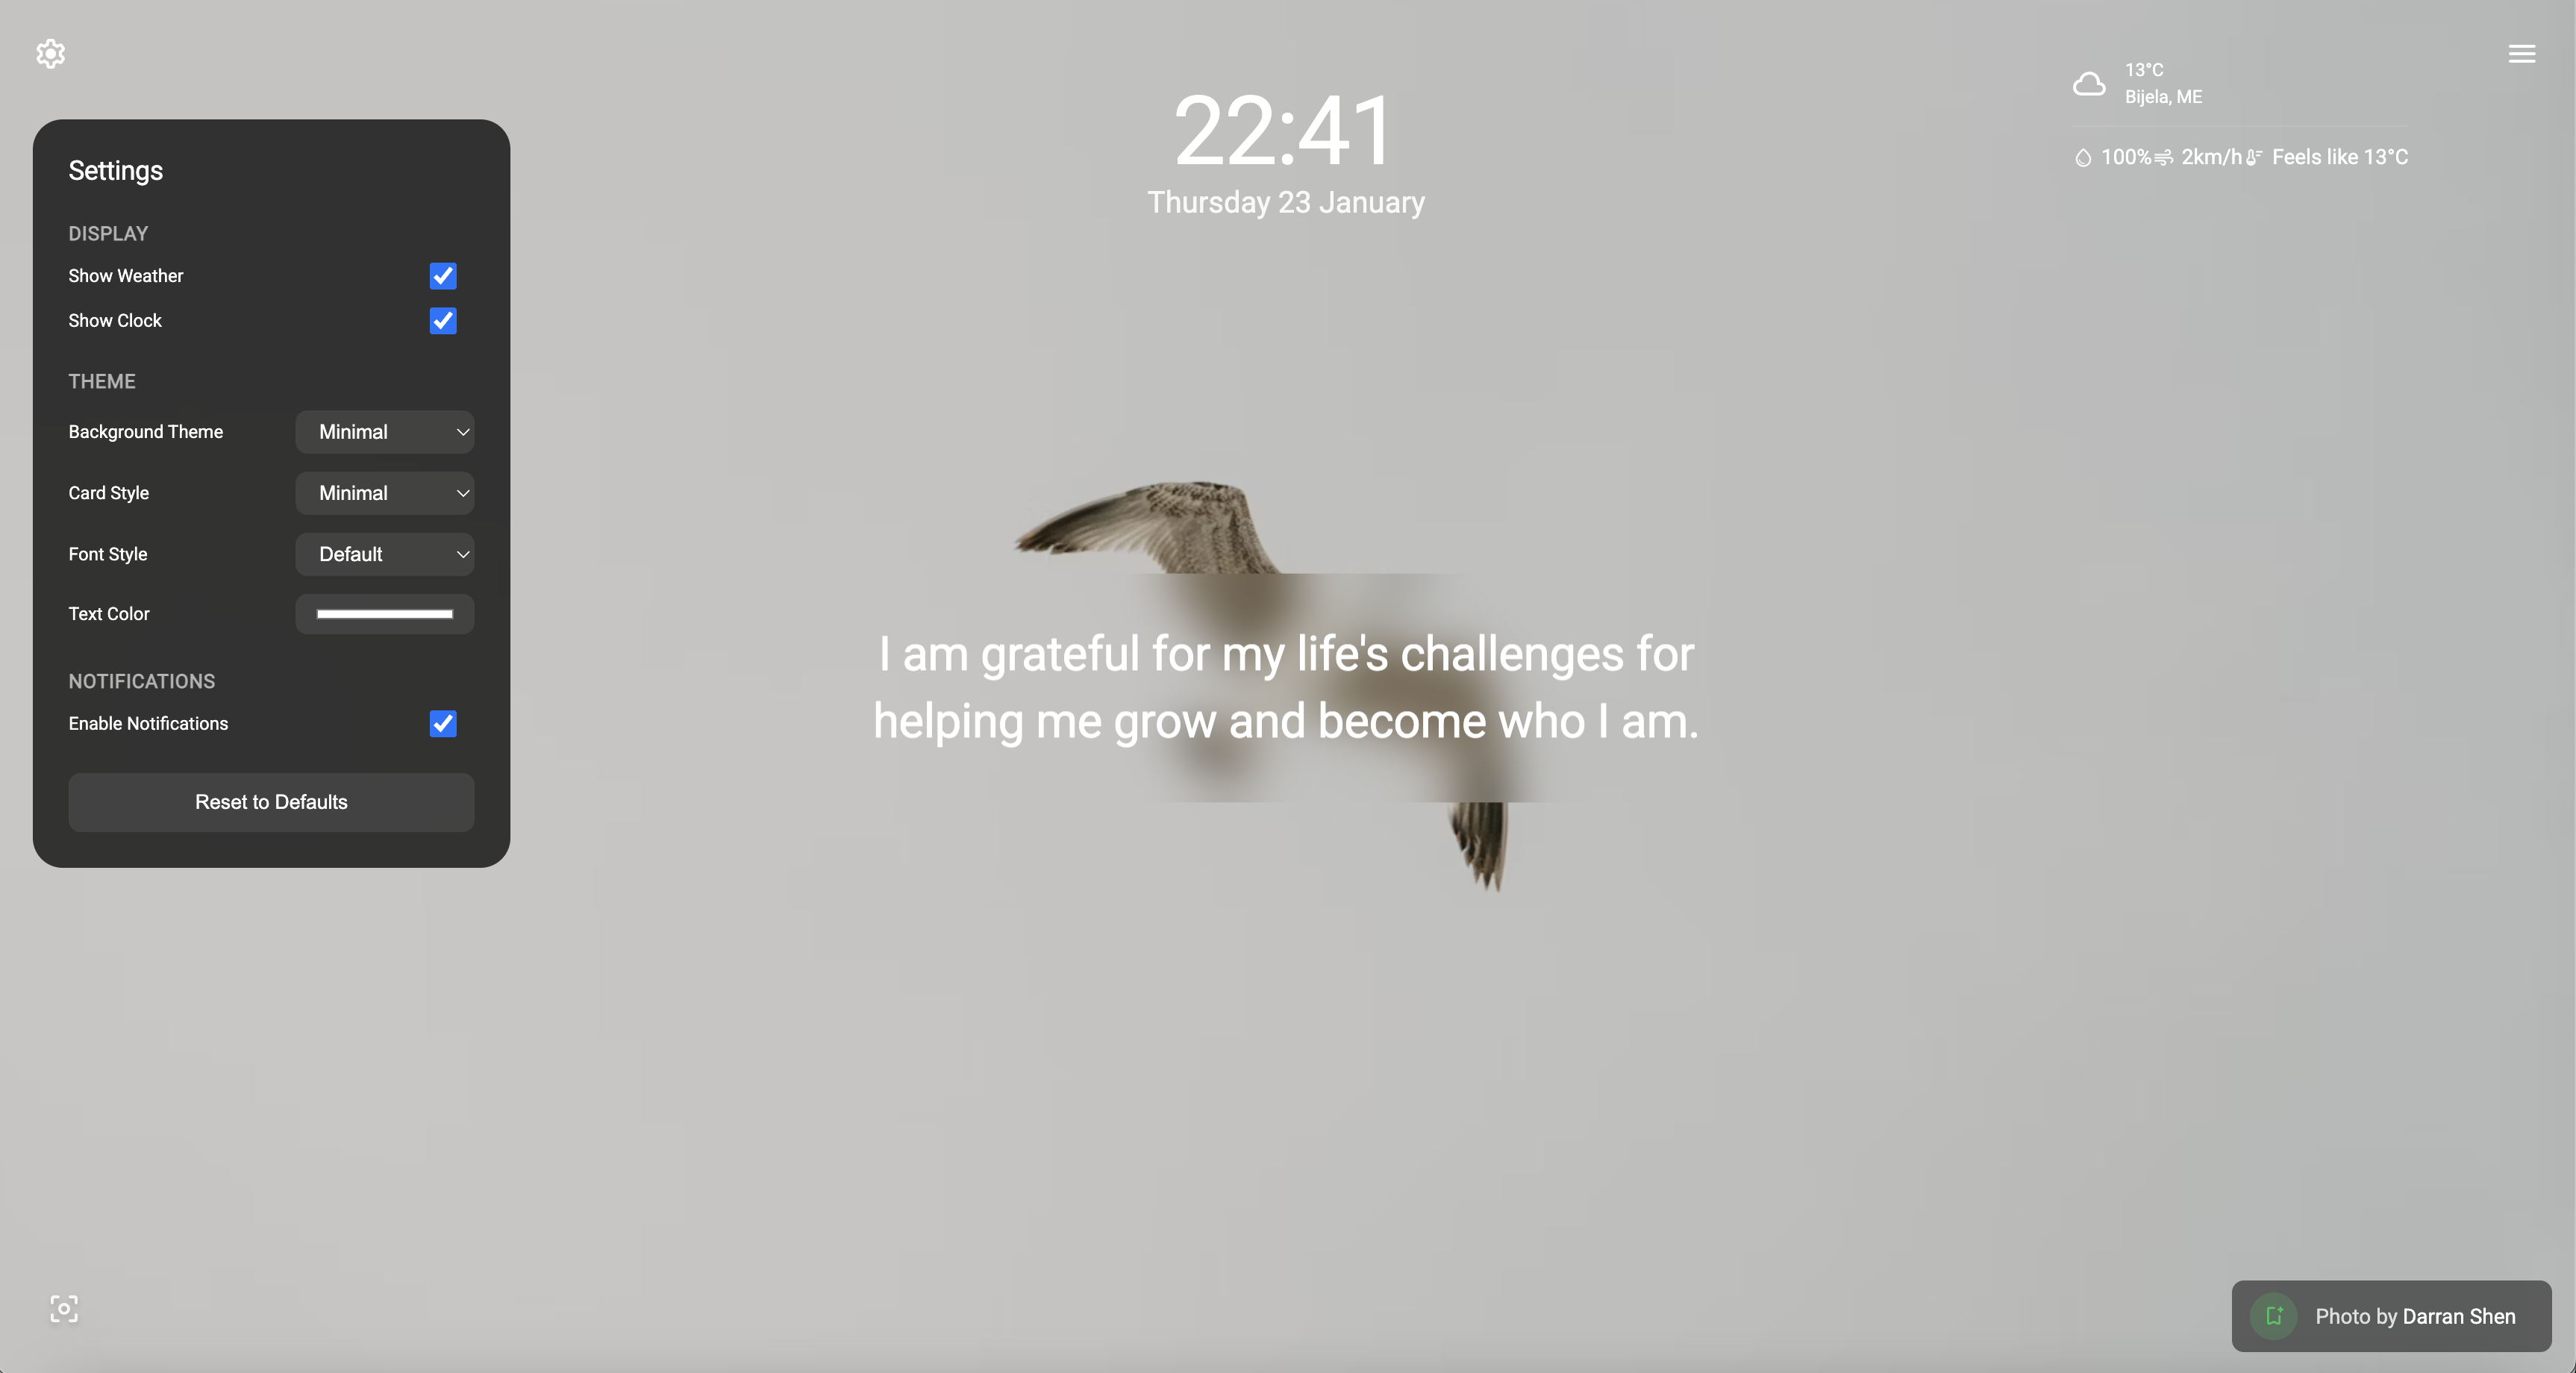 22:41
Thursday 23 January
13°C
Bijela, ME
100% 2km/h Feels like 13°C
Settings
DISPLAY
Show Weather
Show Clock
THEME
Background Theme Minimal
Card Style Minimal
Font Style Default
Text Color
NOTIFICATIONS
Enable Notifications
Reset to Defaults
I am grateful for my life's challenges for
helping me grow and become who I am.
Photo by Darran Shen